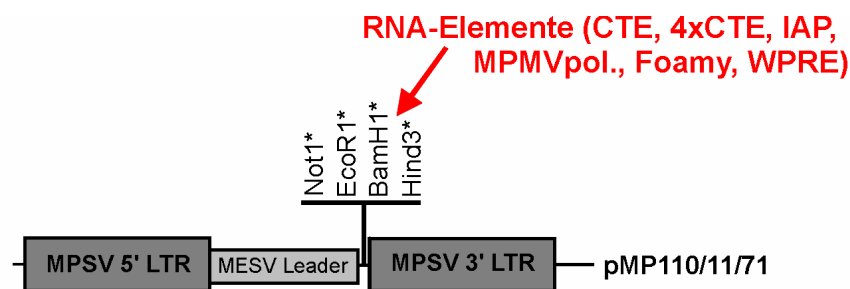 RNA-Elemente (CTE, 4xCTE, IAP,
MPMVpol., Foamy, WPRE)
Not1*
EcoR1*
BamH1*
Hind3*
MPSV 5' LTR
MESV Leader
MPSV 3' LTR
pMP110/11/71